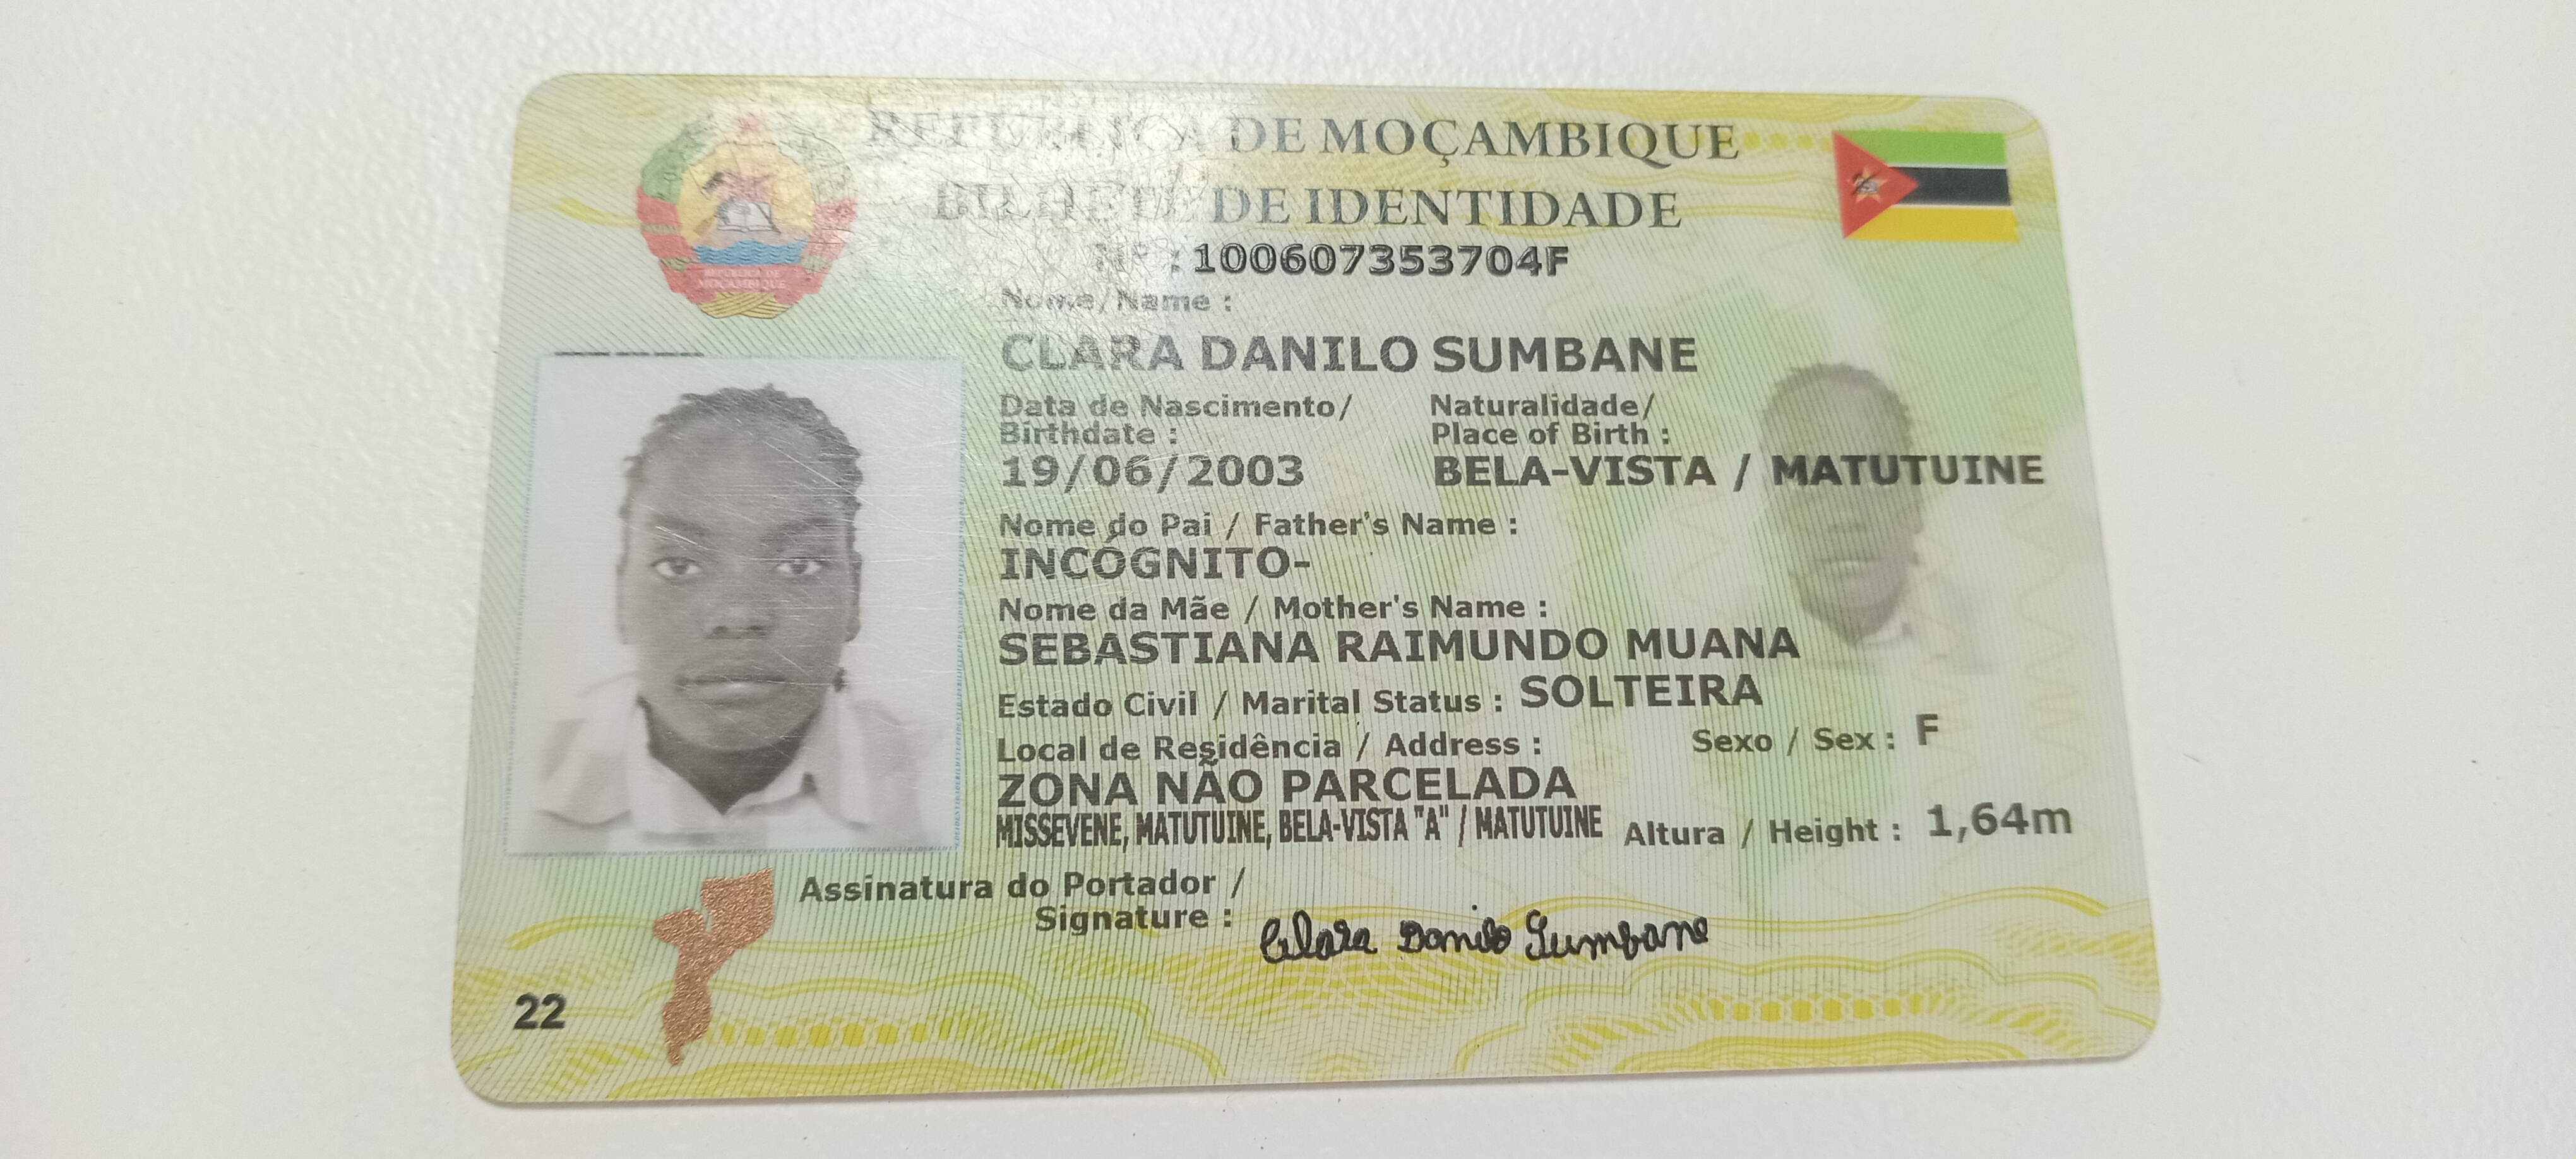 REPÚBLICA DE MOÇAMBIQUE
BILHETE DE IDENTIDADE
Nº : 100607353704F
Nome/Name :
CLARA DANILO SUMBANE
Data de Nascimento/ Naturalidade/
Birthdate : Place of Birth :
19/06/2003 BELA-VISTA / MATUTUINE
Nome do Pai / Father's Name :
INCÓGNITO-
Nome da Mãe / Mother's Name :
SEBASTIANA RAIMUNDO MUANA
Estado Civil / Marital Status : SOLTEIRA
Local de Residência / Address : Sexo / Sex : F
ZONA NÃO PARCELADA
MISSEVENE, MATUTUINE, BELA-VISTA "A" / MATUTUINE Altura / Height : 1,64m
Assinatura do Portador /
Signature : Clara Danilo Sumbane
22
REPÚBLICA DE
MOÇAMBIQUE